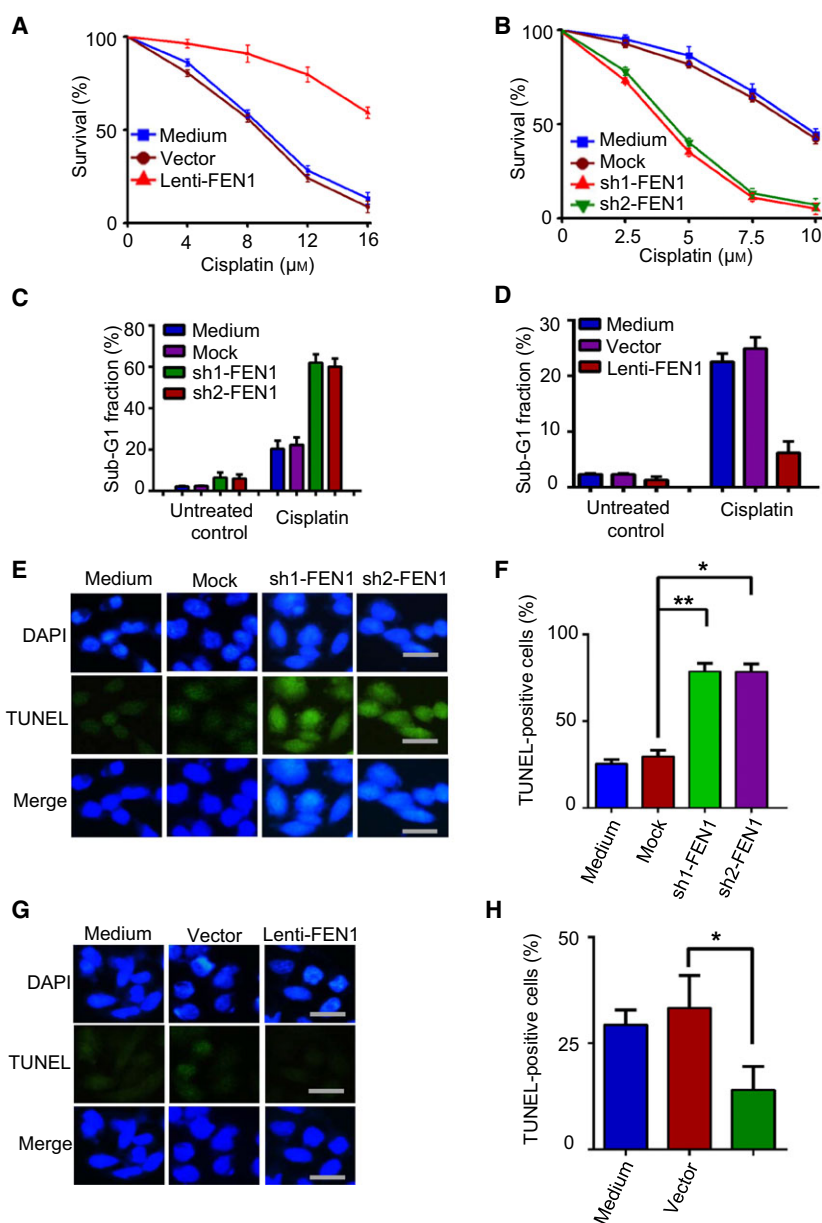 A
100
50
0
Survival (%)
Medium
Vector
Lenti-FEN1
0 4 8 12 16
Cisplatin (μM)
B
100
50
0
Survival (%)
Medium
Mock
sh1-FEN1
sh2-FEN1
0 2.5 5 7.5 10
Cisplatin (μM)
C
80
60
40
20
0
Sub-G1 fraction (%)
Medium
Mock
sh1-FEN1
sh2-FEN1
Untreated
control
Cisplatin
D
30
20
10
0
Sub-G1 fraction (%)
Medium
Vector
Lenti-FEN1
Untreated
control
Cisplatin
E
Medium Mock sh1-FEN1 sh2-FEN1
DAPI
TUNEL
Merge
F
*
**
100
50
0
TUNEL-positive cells (%)
Medium
Mock
sh1-FEN1
sh2-FEN1
G
Medium Vector Lenti-FEN1
DAPI
TUNEL
Merge
H
*
50
25
0
TUNEL-positive cells (%)
Medium
Vector